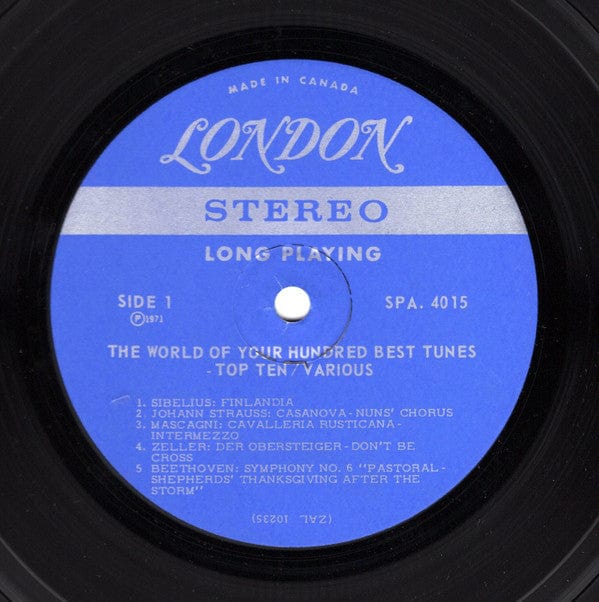 MADE IN CANADA
LONDON
STEREO
LONG PLAYING
SIDE 1 SPA. 4015
Ⓟ1971
THE WORLD OF YOUR HUNDRED BEST TUNES
- TOP TEN/VARIOUS
1. SIBELIUS: FINLANDIA
2. JOHANN STRAUSS: CASANOVA - NUNS' CHORUS
3. MASCAGNI: CAVALLERIA RUSTICANA -
INTERMEZZO
4. ZELLER: DER OBERSTEIGER - DON'T BE
CROSS
5 BEETHOVEN: SYMPHONY NO. 6 "PASTORAL -
SHEPHERDS' THANKSGIVING AFTER THE
STORM"
(ZAL 10235)